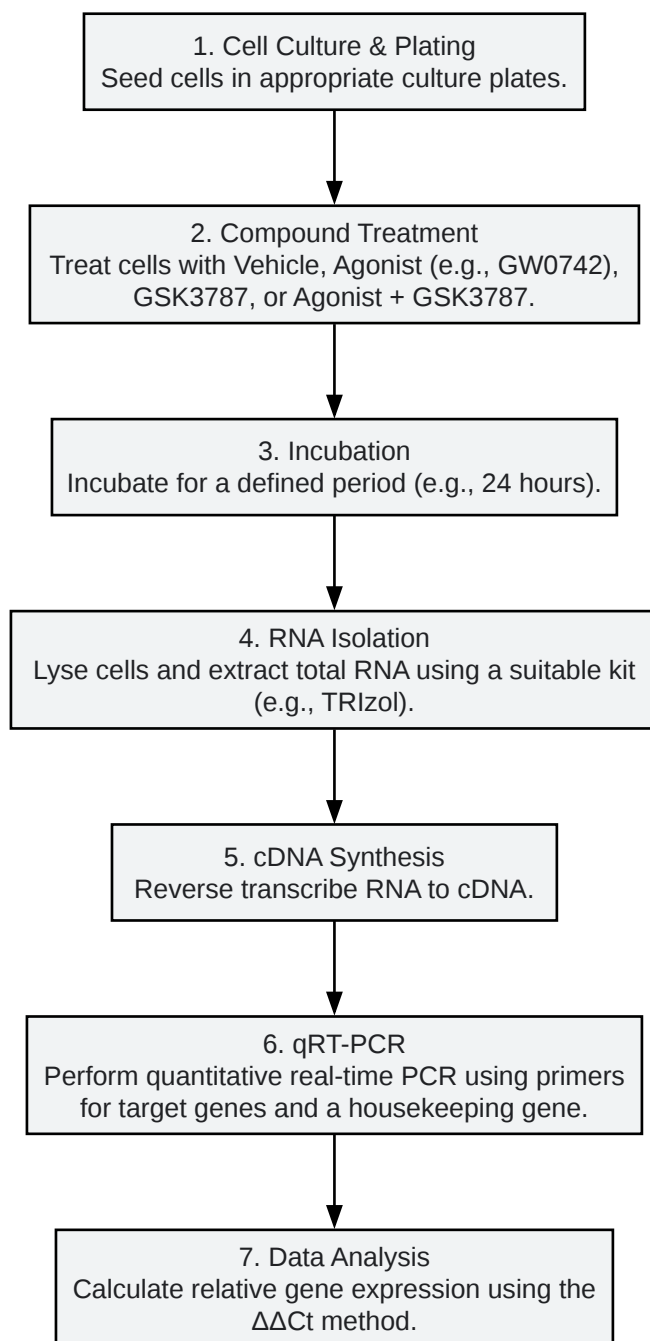 1. Cell Culture & Plating
Seed cells in appropriate culture plates.
2. Compound Treatment
Treat cells with Vehicle, Agonist (e.g., GW0742),
GSK3787, or Agonist + GSK3787.
3. Incubation
Incubate for a defined period (e.g., 24 hours).
4. RNA Isolation
Lyse cells and extract total RNA using a suitable kit
(e.g., TRIzol).
5. cDNA Synthesis
Reverse transcribe RNA to cDNA.
6. qRT-PCR
Perform quantitative real-time PCR using primers
for target genes and a housekeeping gene.
7. Data Analysis
Calculate relative gene expression using the
ΔΔCt method.